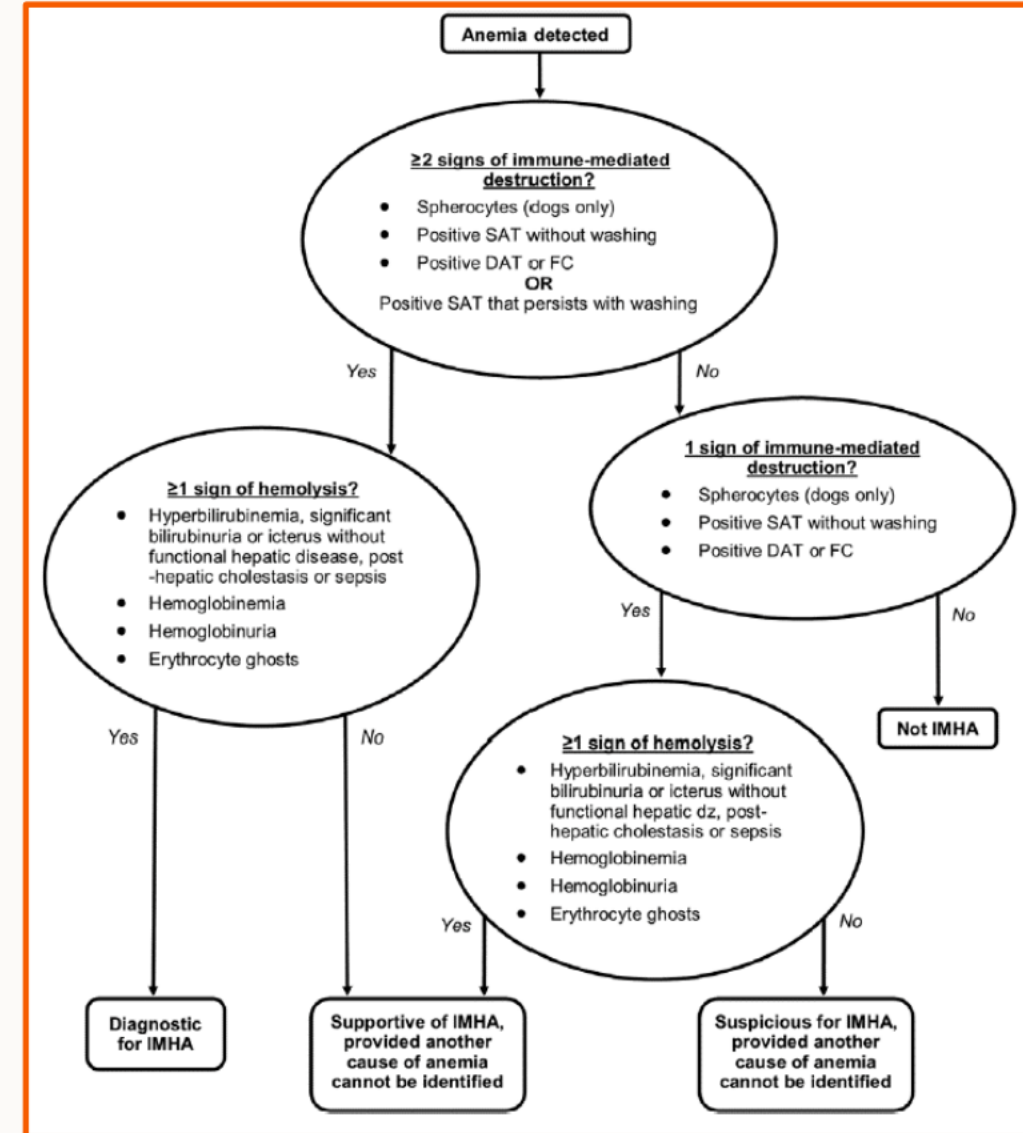 Anemia detected
≥2 signs of immune-mediated
destruction?
• Spherocytes (dogs only)
• Positive SAT without washing
• Positive DAT or FC
OR
Positive SAT that persists with washing
Yes
No
≥1 sign of hemolysis?
• Hyperbilirubinemia, significant
bilirubinuria or icterus without
functional hepatic disease, post
-hepatic cholestasis or sepsis
• Hemoglobinemia
• Hemoglobinuria
• Erythrocyte ghosts
1 sign of immune-mediated
destruction?
• Spherocytes (dogs only)
• Positive SAT without washing
• Positive DAT or FC
Yes
No
Yes
No
≥1 sign of hemolysis?
• Hyperbilirubinemia, significant
bilirubinuria or icterus without
functional hepatic dz, post-
hepatic cholestasis or sepsis
• Hemoglobinemia
• Hemoglobinuria
• Erythrocyte ghosts
Not IMHA
Yes
No
Diagnostic
for IMHA
Supportive of IMHA,
provided another
cause of anemia
cannot be identified
Suspicious for IMHA,
provided another
cause of anemia
cannot be identified